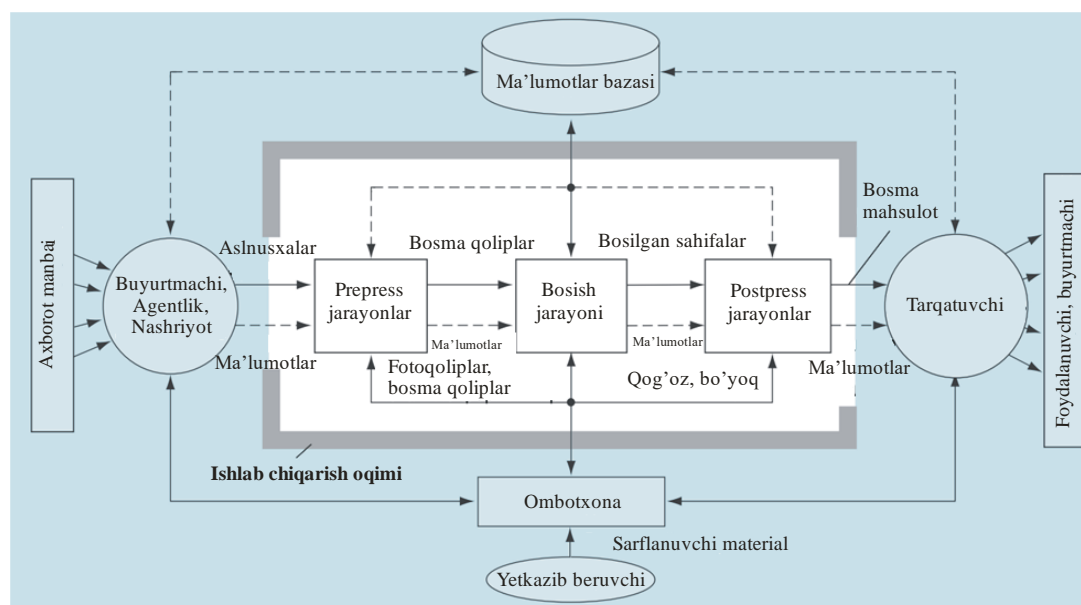 Ma’lumotlar bazasi
Bosma
mahsulot
Axborot manbai
Aslnusxalar
Bosma qoliplar
Bosilgan sahifalar
Buyurtmachi,
Agentlik,
Nashriyot
Prepress
jarayonlar
Bosish
jarayoni
Postpress
jarayonlar
Tarqatuvchi
Foydalanuvchi, buyurtmachi
Ma’lumotlar
Ma’lumotlar
Ma’lumotlar
Ma’lumotlar
Fotoqoliplar,
bosma qoliplar
Qog’oz, bo’yoq
Ishlab chiqarish oqimi
Ombotxona
Sarflanuvchi material
Yetkazib beruvchi